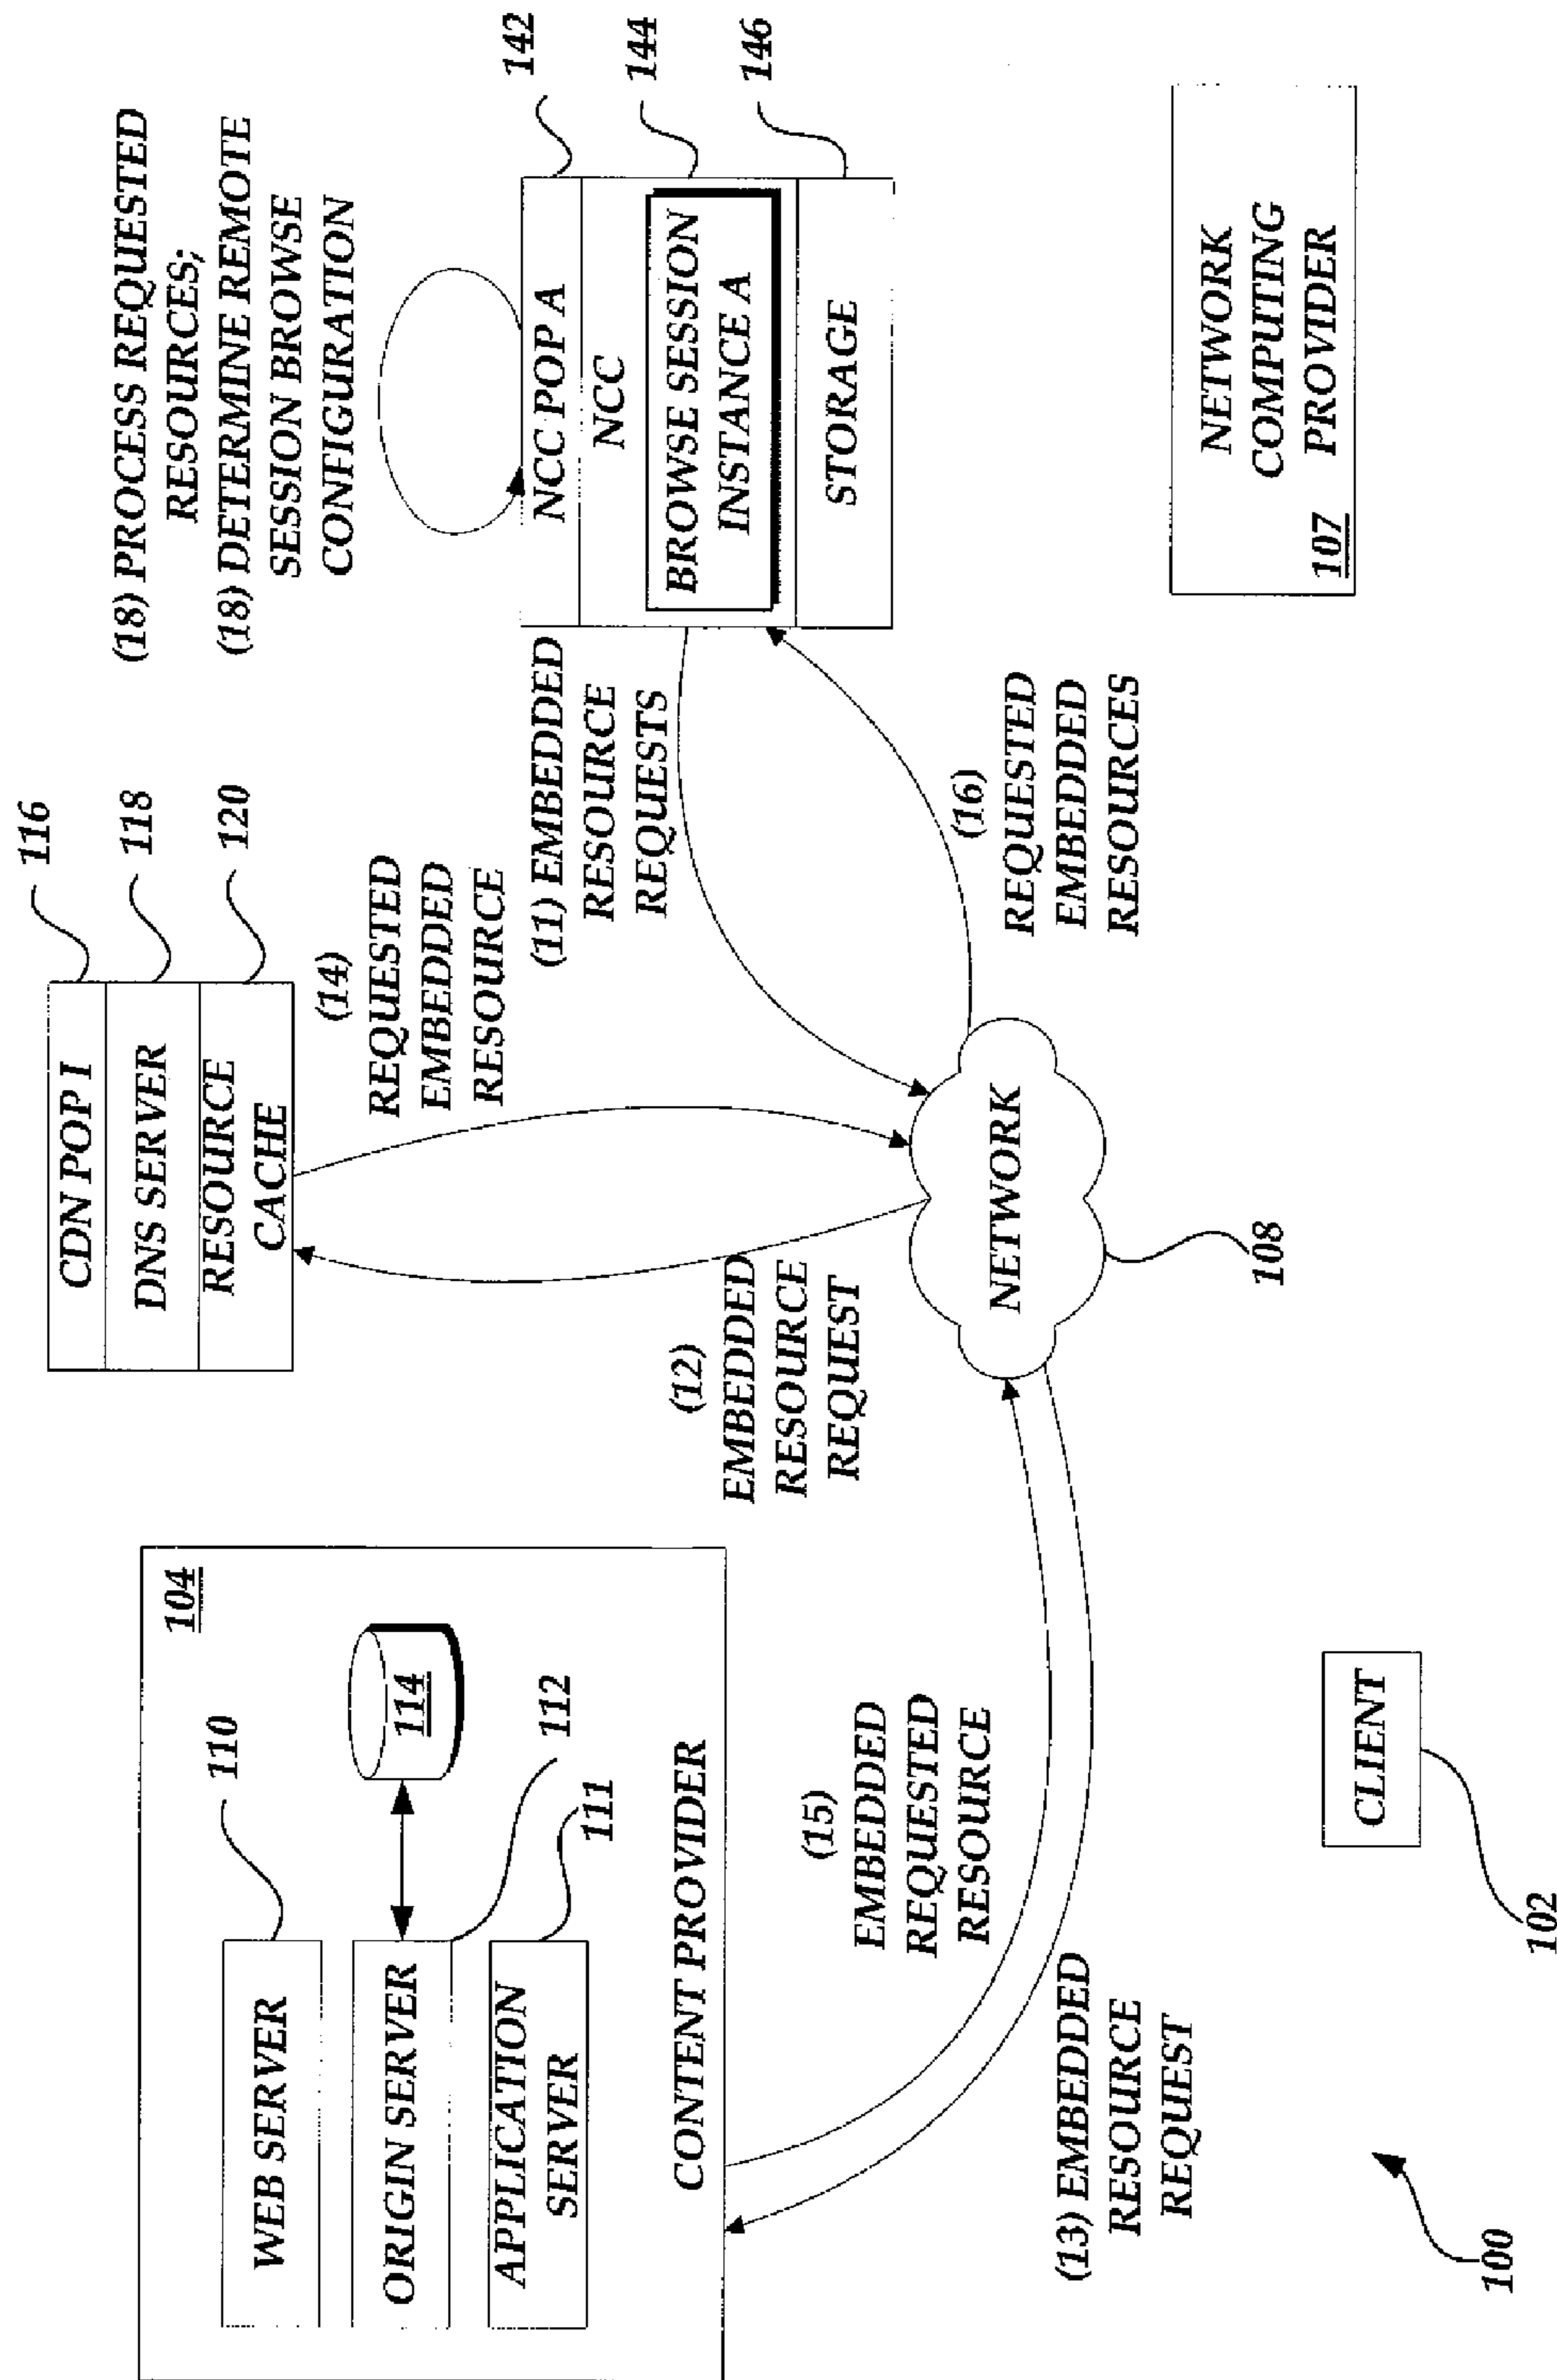 104
WEB SERVER
110
ORIGIN SERVER
114
112
APPLICATION
SERVER
111
CONTENT PROVIDER
CDN POP I
DNS SERVER
RESOURCE
CACHE
116
118
120
(18) PROCESS REQUESTED
RESOURCES;
(18) DETERMINE REMOTE
SESSION BROWSE
CONFIGURATION
(14)
REQUESTED
EMBEDDED
RESOURCE
(12)
EMBEDDED
RESOURCE
REQUEST
(11) EMBEDDED
RESOURCE
REQUESTS
NCC POP A
NCC
BROWSE SESSION
INSTANCE A
STORAGE
142
144
146
(15)
EMBEDDED
REQUESTED
RESOURCE
(16)
REQUESTED
EMBEDDED
RESOURCES
NETWORK
108
(13) EMBEDDED
RESOURCE
REQUEST
CLIENT
102
NETWORK
COMPUTING
PROVIDER
107
100